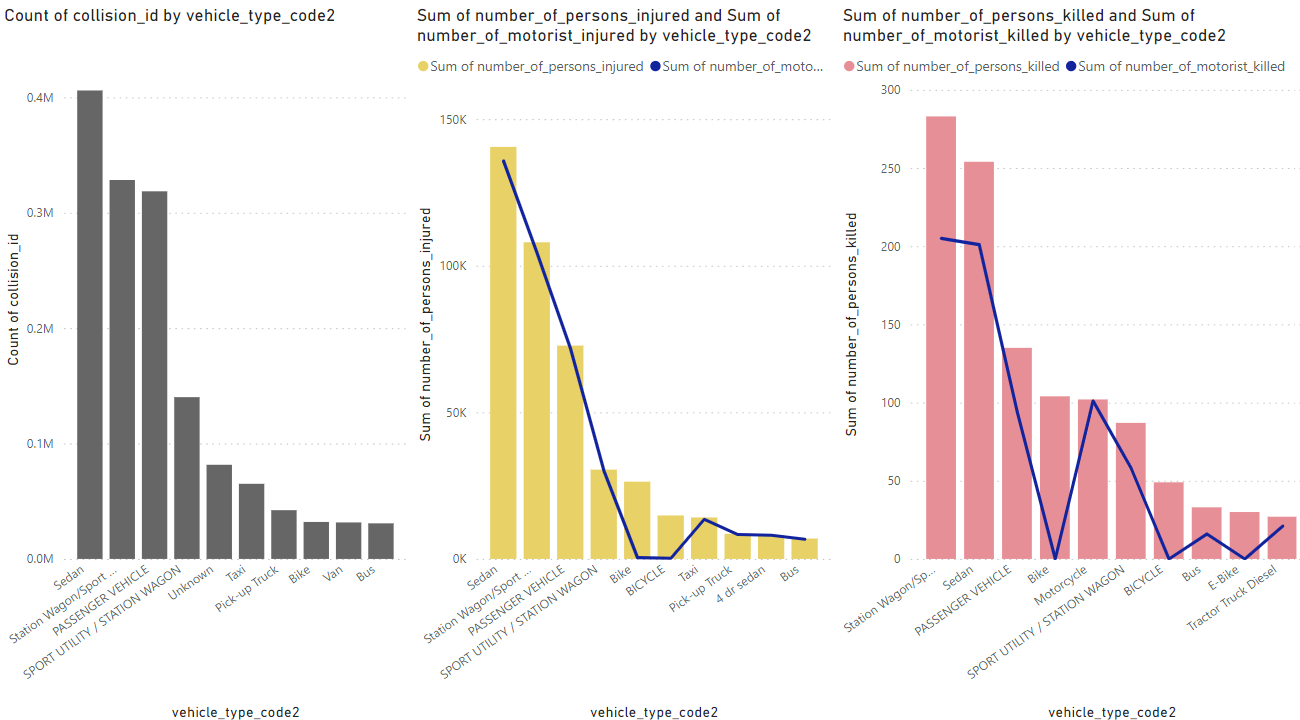 Count of collision_id by vehicle_type_code2
0.4M
0.3M
0.2M
0.1M
0.0M
Count of collision_id
Sedan
Station Wagon/Sport ...
PASSENGER VEHICLE
SPORT UTILITY / STATION WAGON
Unknown
Taxi
Pick-up Truck
Bike
Van
Bus
vehicle_type_code2
Sum of number_of_persons_injured and Sum of
number_of_motorist_injured by vehicle_type_code2
Sum of number_of_persons_injured
Sum of number_of_moto...
150K
100K
50K
0K
Sum of number_of_persons_injured
Sedan
Station Wagon/Sport ...
PASSENGER VEHICLE
SPORT UTILITY / STATION WAGON
Bike
BICYCLE
Taxi
Pick-up Truck
4 dr sedan
Bus
vehicle_type_code2
Sum of number_of_persons_killed and Sum of
number_of_motorist_killed by vehicle_type_code2
Sum of number_of_persons_killed
Sum of number_of_motorist_killed
300
250
200
150
100
50
0
Sum of number_of_persons_killed
Station Wagon/Sp...
Sedan
PASSENGER VEHICLE
Bike
Motorcycle
SPORT UTILITY / STATION WAGON
BICYCLE
Bus
E-Bike
Tractor Truck Diesel
vehicle_type_code2